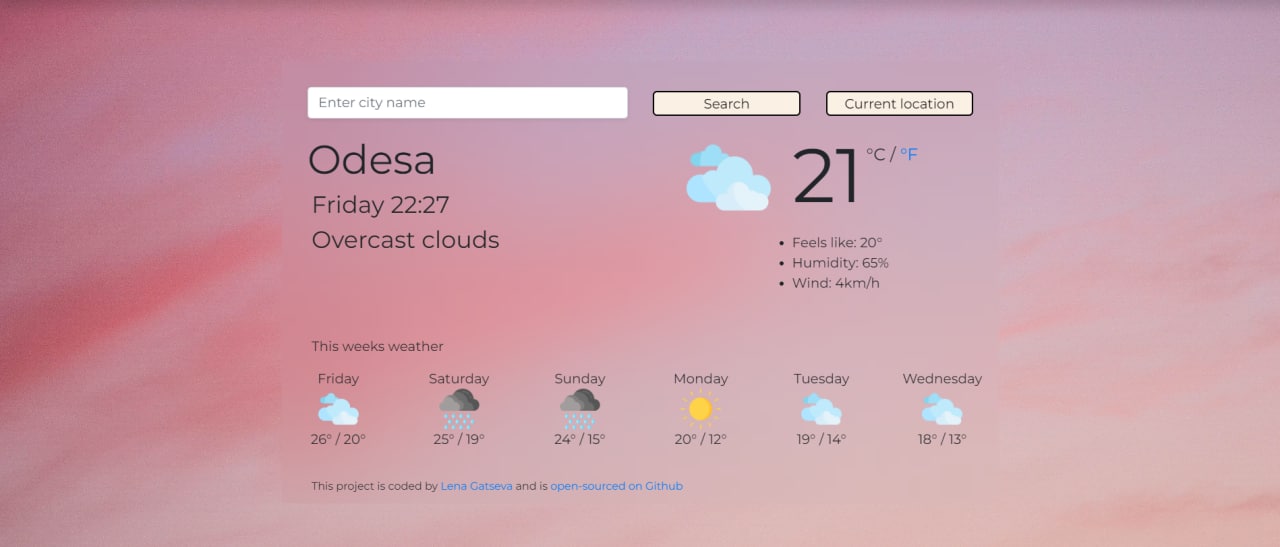 Enter city name
Search
Current location
Odesa
Friday 22:27
Overcast clouds
21 °C / °F
Feels like: 20°
Humidity: 65%
Wind: 4km/h
This weeks weather
Friday Saturday Sunday Monday Tuesday Wednesday
26° / 20° 25° / 19° 24° / 15° 20° / 12° 19° / 14° 18° / 13°
This project is coded by Lena Gatseva and is open-sourced on Github